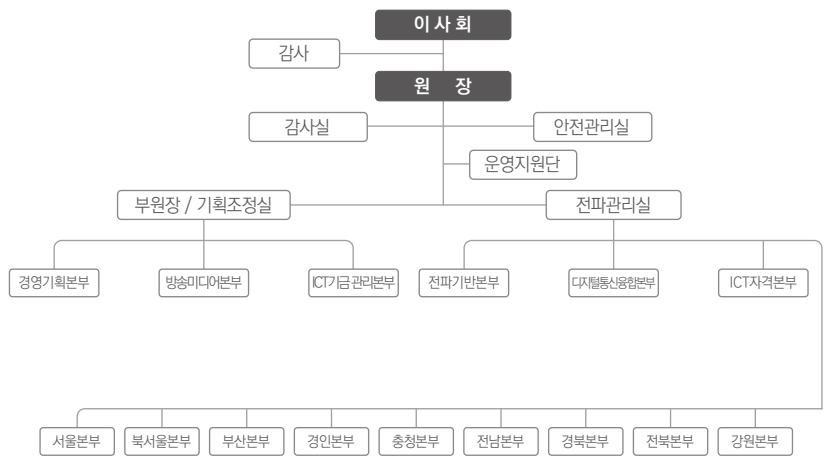 이 사 회
감사
원 장
감사실
안전관리실
운영지원단
부원장 / 기획조정실
전파관리실
경영기획본부
방송미디어본부
ICT기금관리본부
전파기반본부
디지털통신융합본부
ICT자격본부
서울본부
북서울본부
부산본부
경인본부
충청본부
전남본부
경북본부
전북본부
강원본부